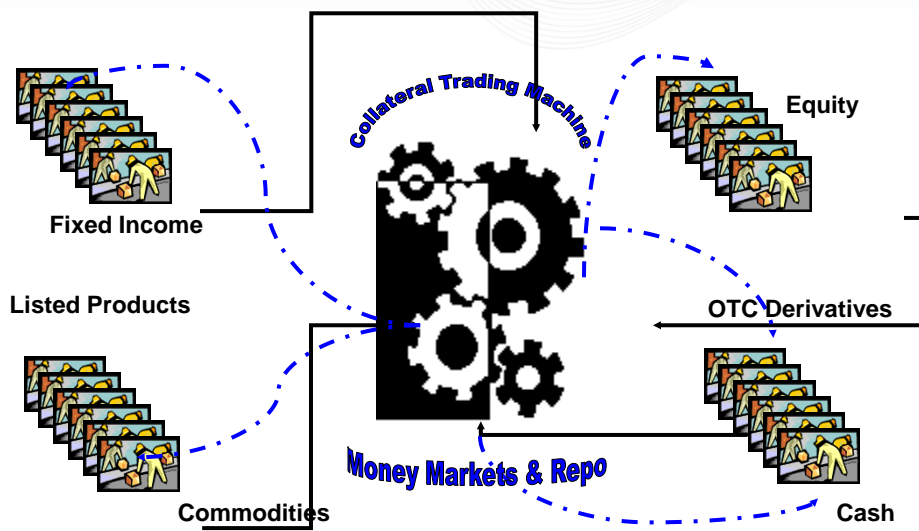 Collateral Trading Machine
Equity
Fixed Income
Listed Products
OTC Derivatives
Money Markets & Repo
Commodities
Cash